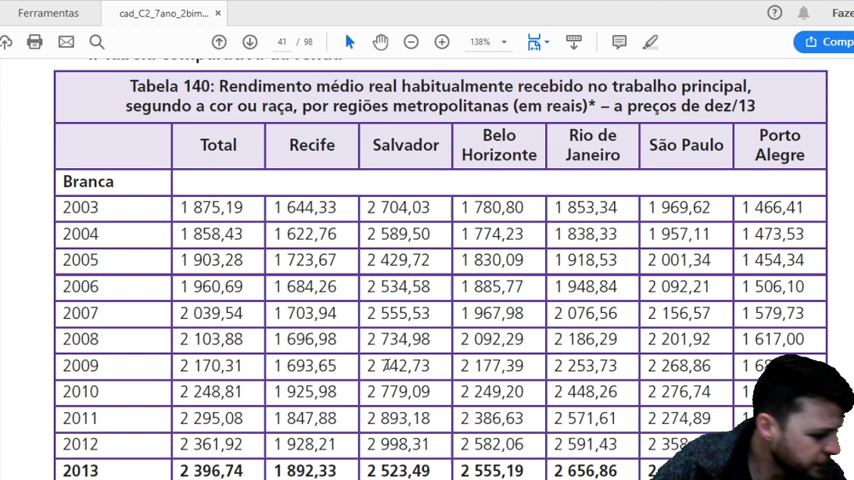 Ferramentas cad_C2_7ano_2bim... × Faze
41 / 98 138% Comp
Tabela 140: Rendimento médio real habitualmente recebido no trabalho principal,
segundo a cor ou raça, por regiões metropolitanas (em reais)* – a preços de dez/13
Total Recife Salvador Belo Horizonte Rio de Janeiro São Paulo Porto Alegre
Branca
2003 1 875,19 1 644,33 2 704,03 1 780,80 1 853,34 1 969,62 1 466,41
2004 1 858,43 1 622,76 2 589,50 1 774,23 1 838,33 1 957,11 1 473,53
2005 1 903,28 1 723,67 2 429,72 1 830,09 1 918,53 2 001,34 1 454,34
2006 1 960,69 1 684,26 2 534,58 1 885,77 1 948,84 2 092,21 1 506,10
2007 2 039,54 1 703,94 2 555,53 1 967,98 2 076,56 2 156,57 1 579,73
2008 2 103,88 1 696,98 2 734,98 2 092,29 2 186,29 2 201,92 1 617,00
2009 2 170,31 1 693,65 2 742,73 2 177,39 2 253,73 2 268,86
2010 2 248,81 1 925,98 2 779,09 2 249,20 2 448,26 2 276,74
2011 2 295,08 1 847,88 2 893,18 2 386,63 2 571,61 2 274,89
2012 2 361,92 1 928,21 2 998,31 2 582,06 2 591,43 2 358
2013 2 396,74 1 892,33 2 523,49 2 555,19 2 656,86